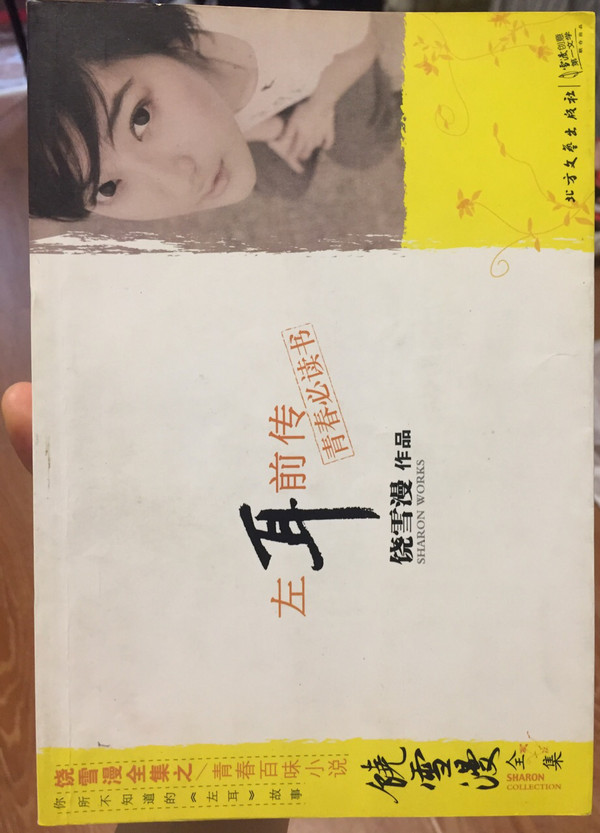 饶雪漫全集之/青春百味小说
你所不知道的《左耳》故事
饶雪漫全集
SHARON
COLLECTION
左耳前传
青春必读书
饶雪漫 作品
SHARON WORKS
北方文艺出版社